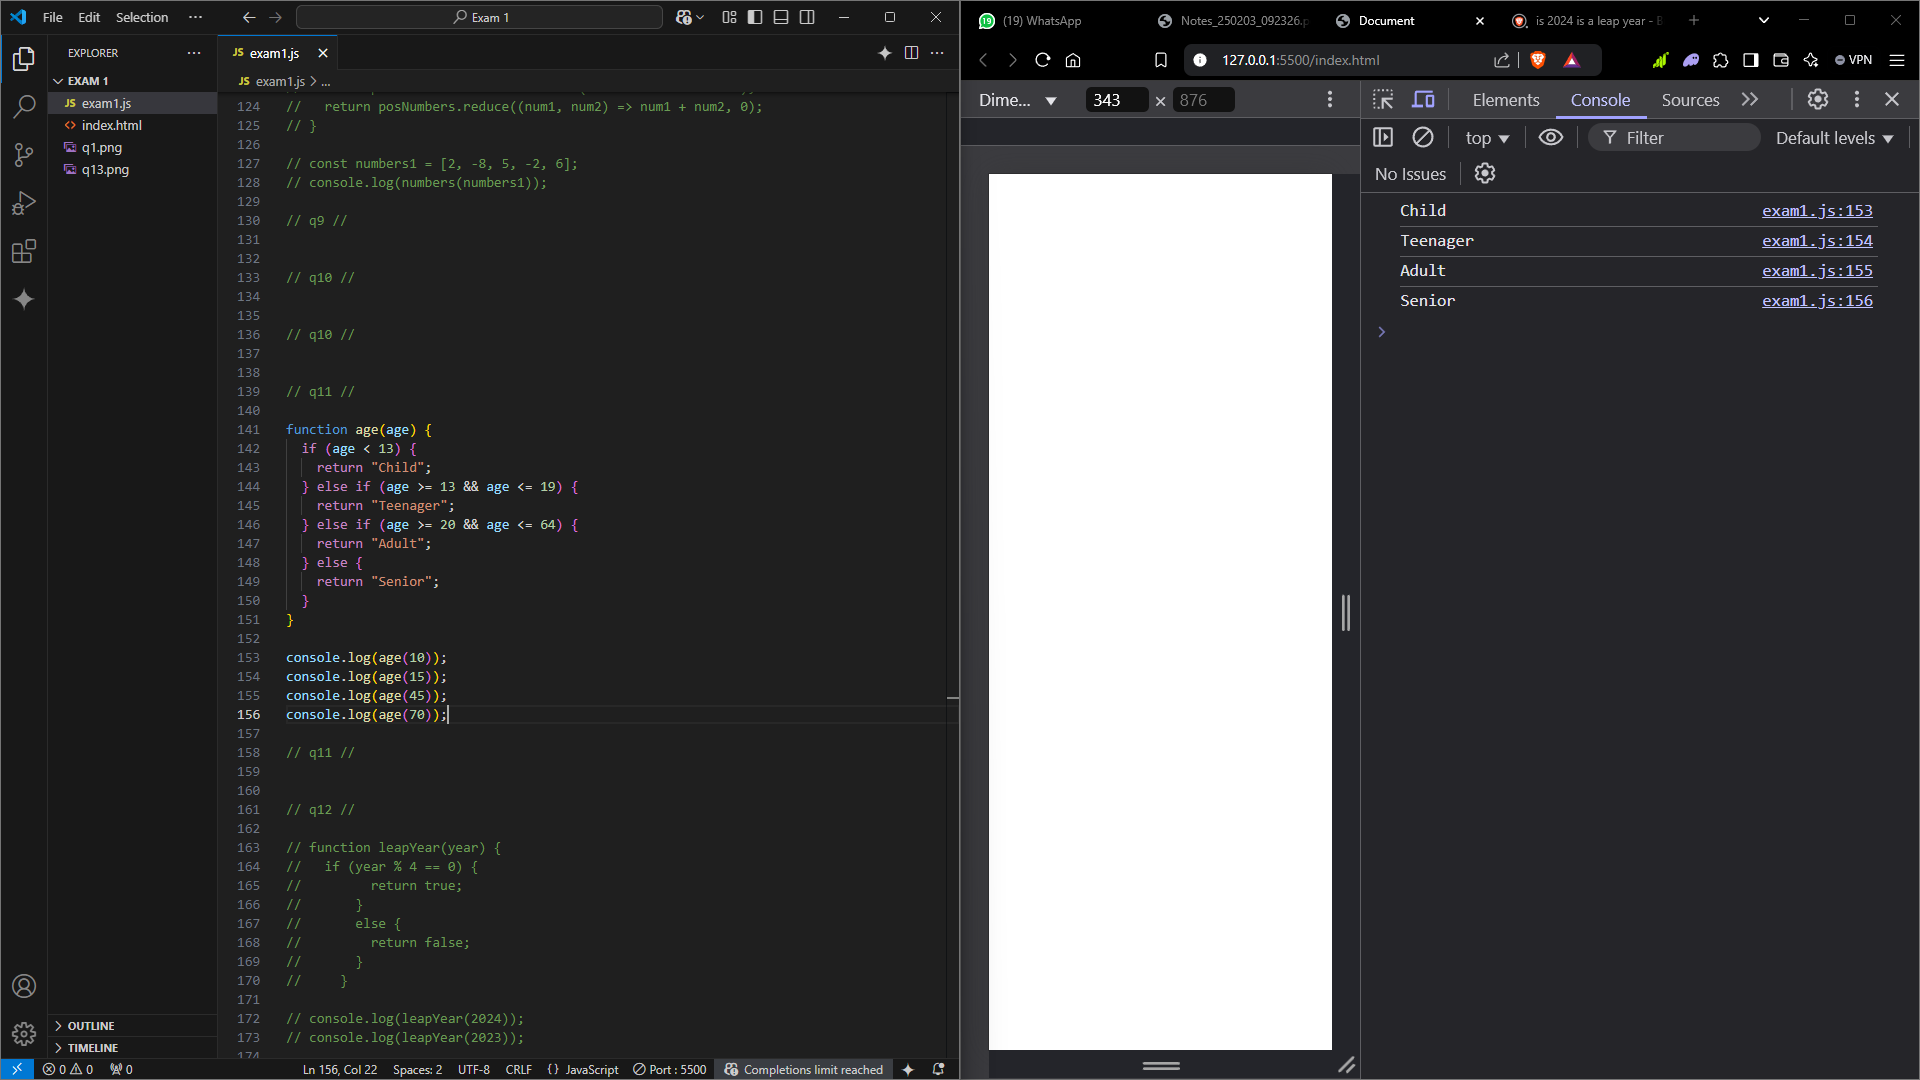 File Edit Selection ...
Exam 1
EXPLORER
EXAM 1
JS exam1.js
<> index.html
q1.png
q13.png
OUTLINE
TIMELINE
JS exam1.js
JS exam1.js > ...
124 //   return posNumbers.reduce((num1, num2) => num1 + num2, 0);
125 // }
126
127 // const numbers1 = [2, -8, 5, -2, 6];
128 // console.log(numbers(numbers1));
129
130 // q9 //
131
132
133 // q10 //
134
135
136 // q10 //
137
138
139 // q11 //
140
141 function age(age) {
142   if (age < 13) {
143     return "Child";
144   } else if (age >= 13 && age <= 19) {
145     return "Teenager";
146   } else if (age >= 20 && age <= 64) {
147     return "Adult";
148   } else {
149     return "Senior";
150   }
151 }
152
153 console.log(age(10));
154 console.log(age(15));
155 console.log(age(45));
156 console.log(age(70));
157
158 // q11 //
159
160
161 // q12 //
162
163 // function leapYear(year) {
164 //   if (year % 4 == 0) {
165 //         return true;
166 //       }
167 //       else {
168 //         return false;
169 //       }
170 //     }
171
172 // console.log(leapYear(2024));
173 // console.log(leapYear(2023));
174
0 0 0 Ln 156, Col 22 Spaces: 2 UTF-8 CRLF {} JavaScript Port : 5500 Completions limit reached
19 (19) WhatsApp
Notes_250203_092326.p
Document
is 2024 is a leap year - B
127.0.0.1:5500/index.html
VPN
Dime... 343 × 876
Elements Console Sources
top Filter Default levels
No Issues
Child exam1.js:153
Teenager exam1.js:154
Adult exam1.js:155
Senior exam1.js:156